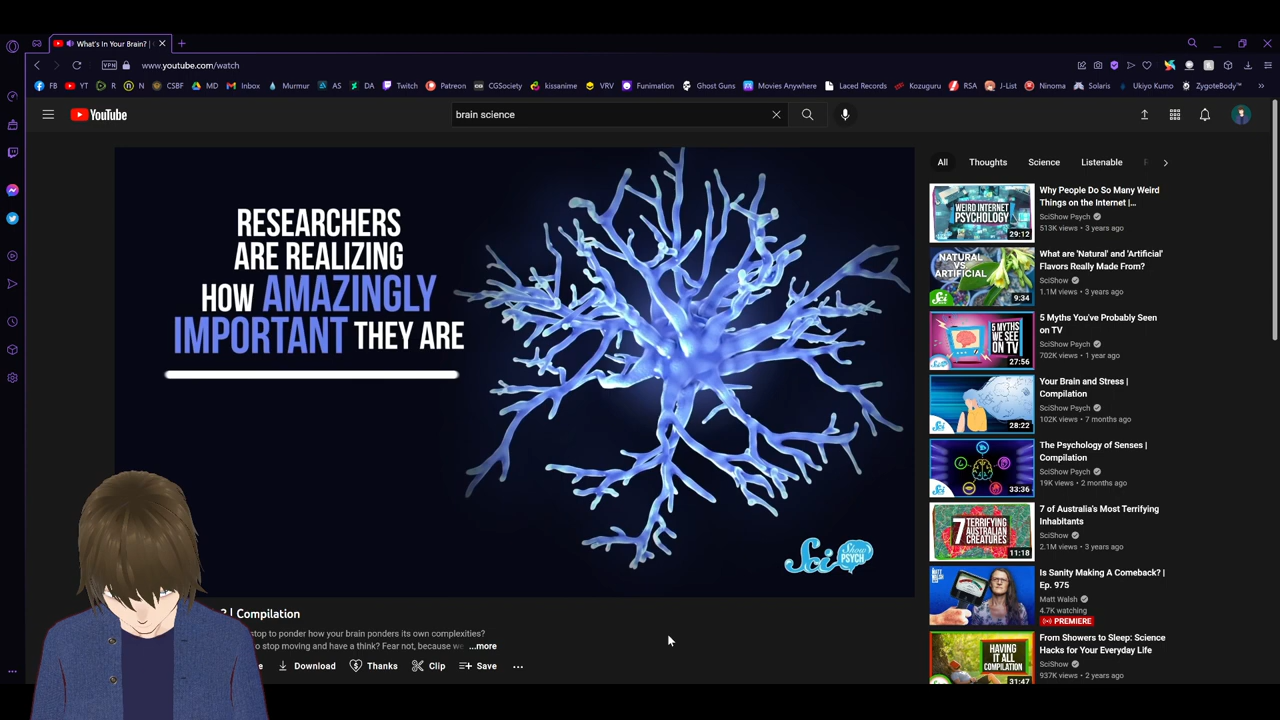 What's In Your Brain? |
VPN www.youtube.com/watch
FB YT R N CSBF MD Inbox Murmur AS DA Twitch Patreon CGSociety kissanime VRV Funimation Ghost Guns Movies Anywhere Laced Records Kozuguru RSA J-List Ninoma Solaris Ukiyo Kumo ZygoteBody™
YouTube
brain science
RESEARCHERS
ARE REALIZING
HOW AMAZINGLY
IMPORTANT THEY ARE
Sci Show PSYCH
? | Compilation
stop to ponder how your brain ponders its own complexities?
to stop moving and have a think? Fear not, because we ...more
Download Thanks Clip Save
All Thoughts Science Listenable
WEIRD INTERNET
PSYCHOLOGY
29:12
Why People Do So Many Weird
Things on the Internet |...
SciShow Psych
513K views • 3 years ago
NATURAL
VS.
ARTIFICIAL
9:34
What are 'Natural' and 'Artificial'
Flavors Really Made From?
SciShow
1.1M views • 3 years ago
5 MYTHS
WE SEE
ON TV
27:56
5 Myths You've Probably Seen
on TV
SciShow Psych
702K views • 1 year ago
28:22
Your Brain and Stress |
Compilation
SciShow Psych
102K views • 7 months ago
33:36
The Psychology of Senses |
Compilation
SciShow Psych
19K views • 2 months ago
7 TERRIFYING
AUSTRALIAN
CREATURES
11:18
7 of Australia's Most Terrifying
Inhabitants
SciShow
2.1M views • 3 years ago
Is Sanity Making A Comeback? |
Ep. 975
Matt Walsh
4.7K watching
PREMIERE
HAVING
IT ALL
COMPILATION
31:47
From Showers to Sleep: Science
Hacks for Your Everyday Life
SciShow
937K views • 2 years ago